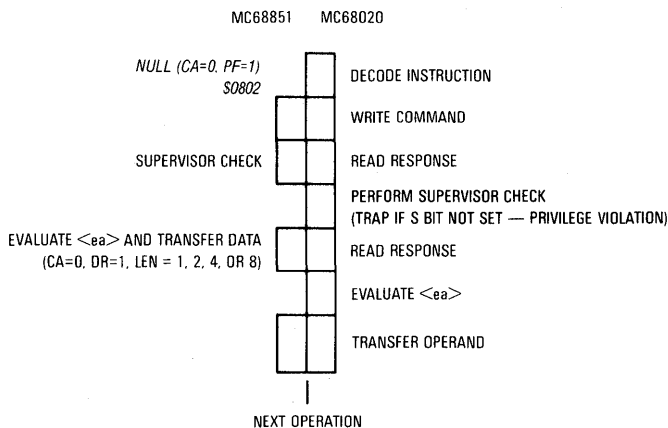 MC68851 MC68020
NULL (CA=0, PF=1)
$0802
DECODE INSTRUCTION
WRITE COMMAND
SUPERVISOR CHECK READ RESPONSE
PERFORM SUPERVISOR CHECK
(TRAP IF S BIT NOT SET — PRIVILEGE VIOLATION)
EVALUATE <ea> AND TRANSFER DATA
(CA=0, DR=1, LEN = 1, 2, 4, OR 8)
READ RESPONSE
EVALUATE <ea>
TRANSFER OPERAND
NEXT OPERATION